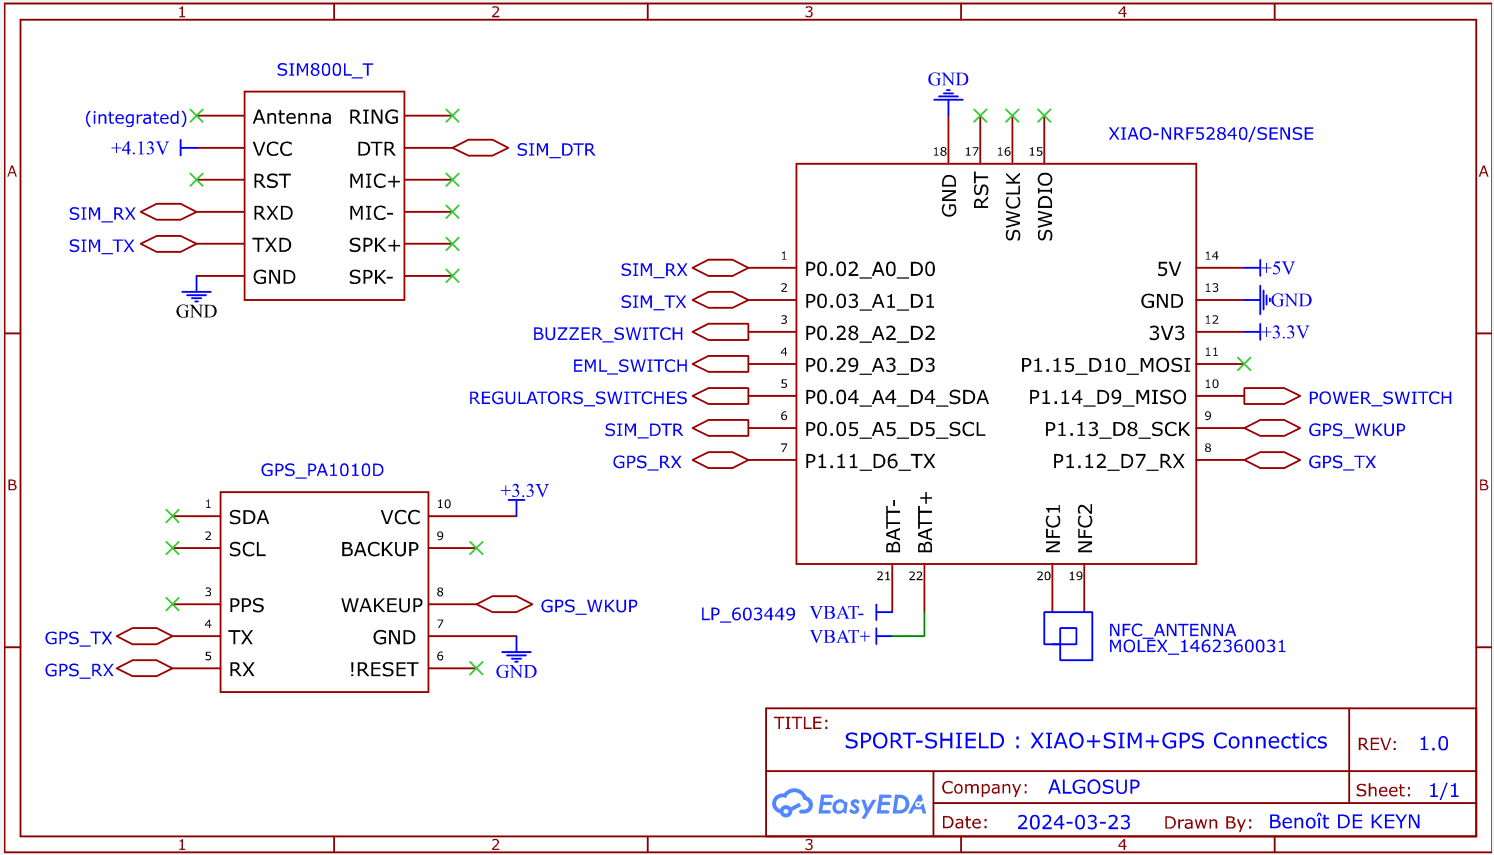 1 2 3 4
A A
B B
1 2 3 4
SIM800L_T
(integrated) Antenna RING
+4.13V VCC DTR SIM_DTR
RST MIC+
SIM_RX RXD MIC-
SIM_TX TXD SPK+
GND SPK-
GND
GPS_PA1010D
1 SDA VCC 10 +3.3V
2 SCL BACKUP 9
3 PPS WAKEUP 8 GPS_WKUP
GPS_TX 4 TX GND 7
GPS_RX 5 RX !RESET 6
GND
XIAO-NRF52840/SENSE
GND
18 17 16 15
GND RST SWCLK SWDIO
SIM_RX 1 P0.02_A0_D0
SIM_TX 2 P0.03_A1_D1
BUZZER_SWITCH 3 P0.28_A2_D2
EML_SWITCH 4 P0.29_A3_D3
REGULATORS_SWITCHES 5 P0.04_A4_D4_SDA
SIM_DTR 6 P0.05_A5_D5_SCL
GPS_RX 7 P1.11_D6_TX
5V 14 +5V
GND 13 GND
3V3 12 +3.3V
P1.15_D10_MOSI 11
P1.14_D9_MISO 10 POWER_SWITCH
P1.13_D8_SCK 9 GPS_WKUP
P1.12_D7_RX 8 GPS_TX
BATT- BATT+ NFC1 NFC2
21 22 20 19
LP_603449 VBAT-
VBAT+
NFC_ANTENNA
MOLEX_1462360031
TITLE:
SPORT-SHIELD : XIAO+SIM+GPS Connectics
REV: 1.0
EasyEDA
Company: ALGOSUP
Sheet: 1/1
Date: 2024-03-23 Drawn By: Benoît DE KEYN